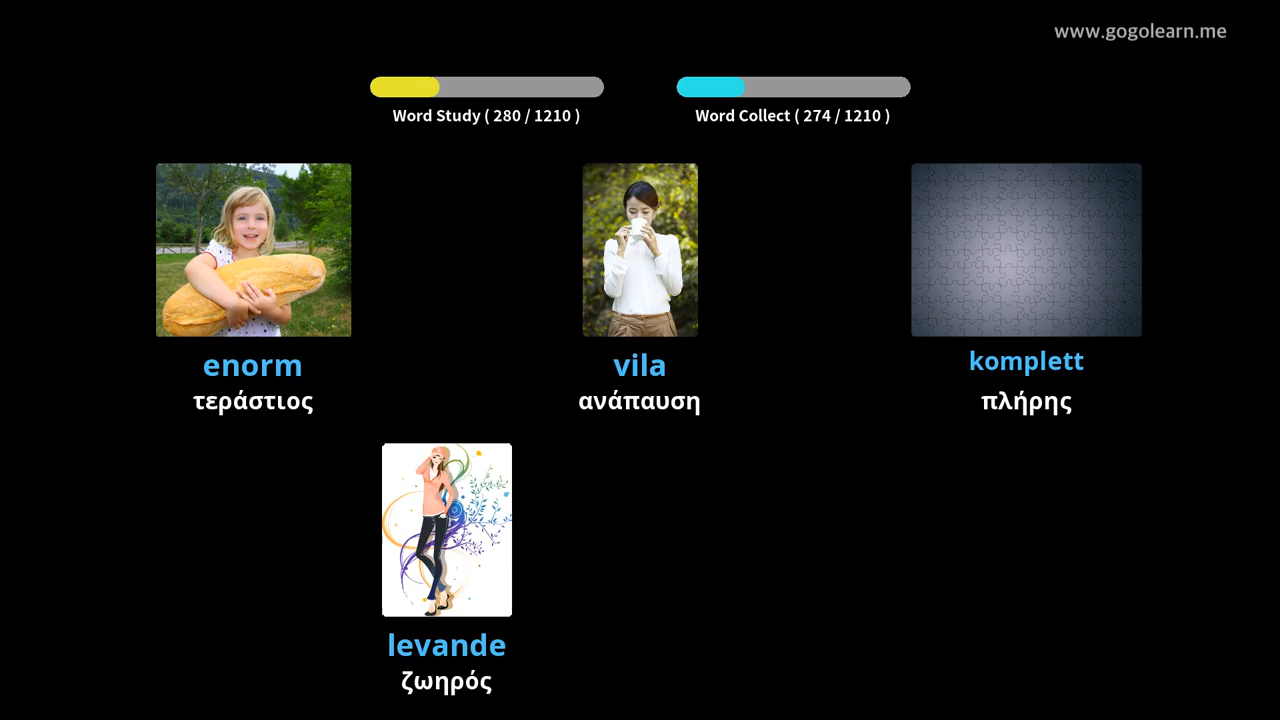 www.gogolearn.me
Word Study ( 280 / 1210 )
Word Collect ( 274 / 1210 )
enorm
τεράστιος
vila
ανάπαυση
komplett
πλήρης
levande
ζωηρός